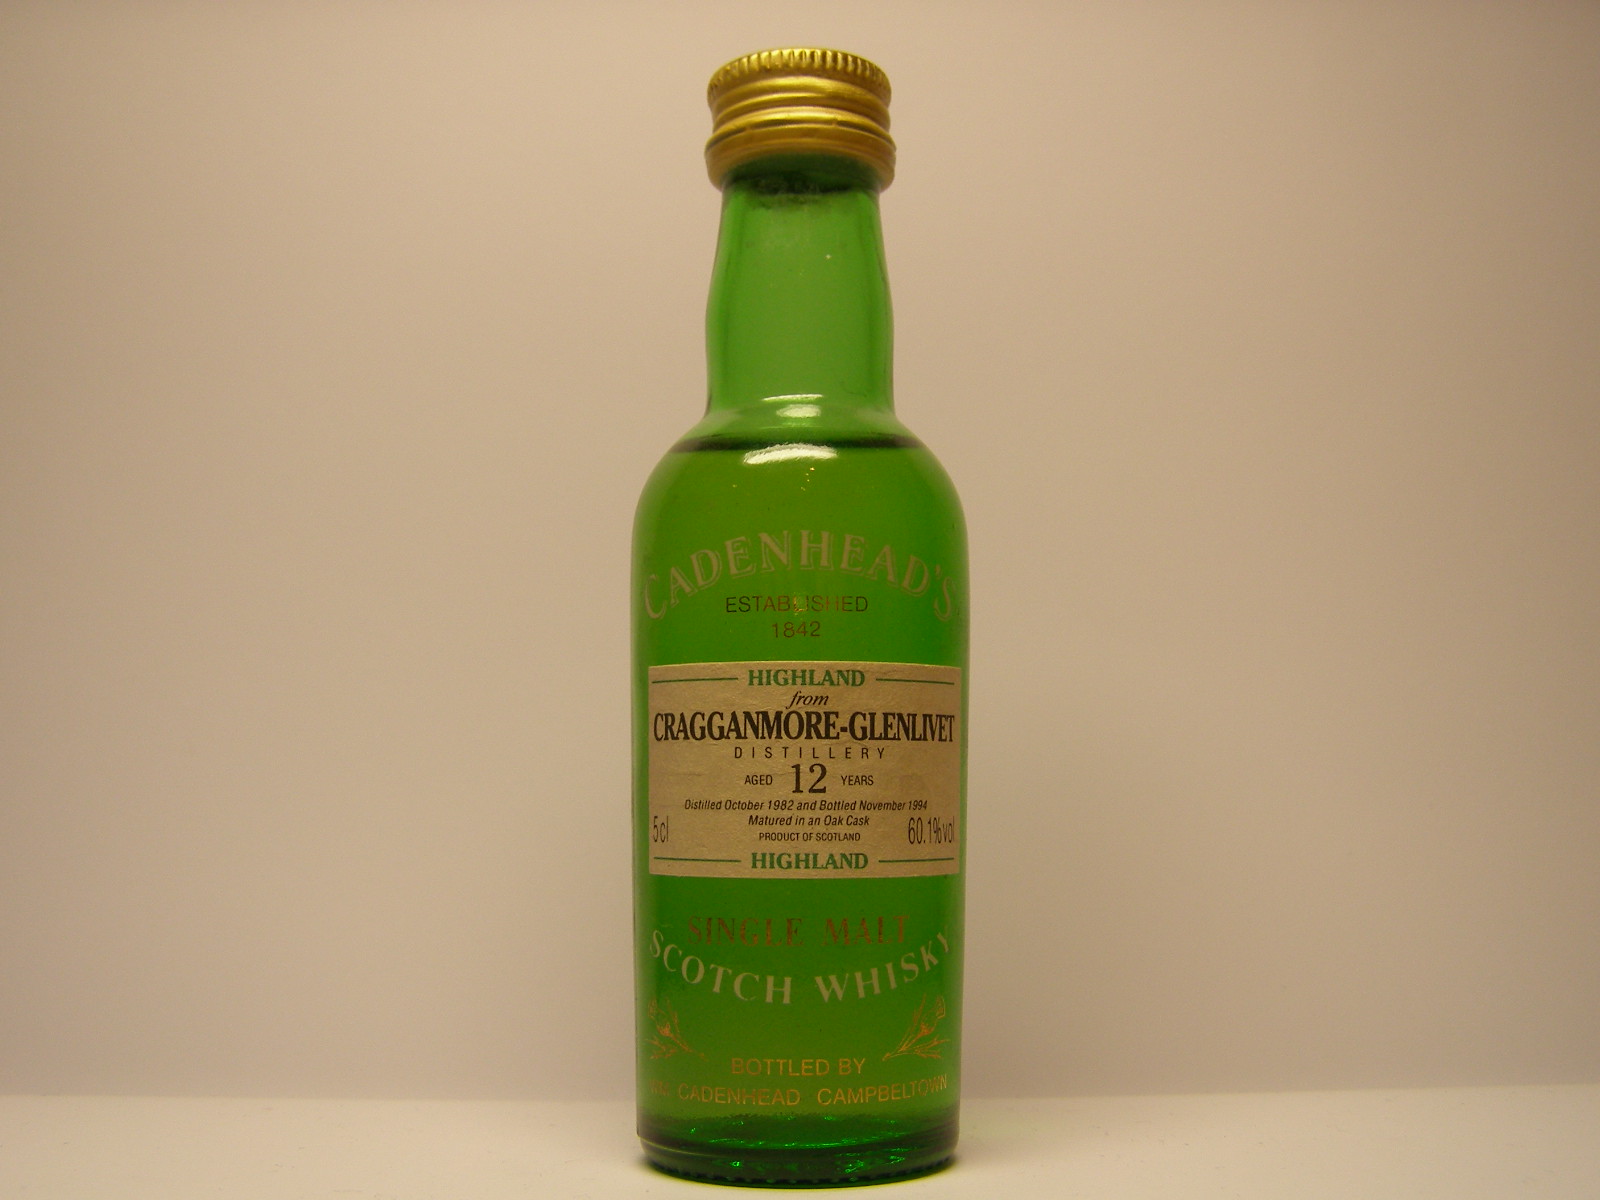 CADENHEAD'S
ESTABLISHED
1842
HIGHLAND
from
CRAGGANMORE-GLENLIVET
DISTILLERY
AGED 12 YEARS
Distilled October 1982 and Bottled November 1994
Matured in an Oak Cask
5cl PRODUCT OF SCOTLAND 60.1% vol
HIGHLAND
SINGLE MALT
SCOTCH WHISKY
BOTTLED BY
WM CADENHEAD CAMPBELTOWN